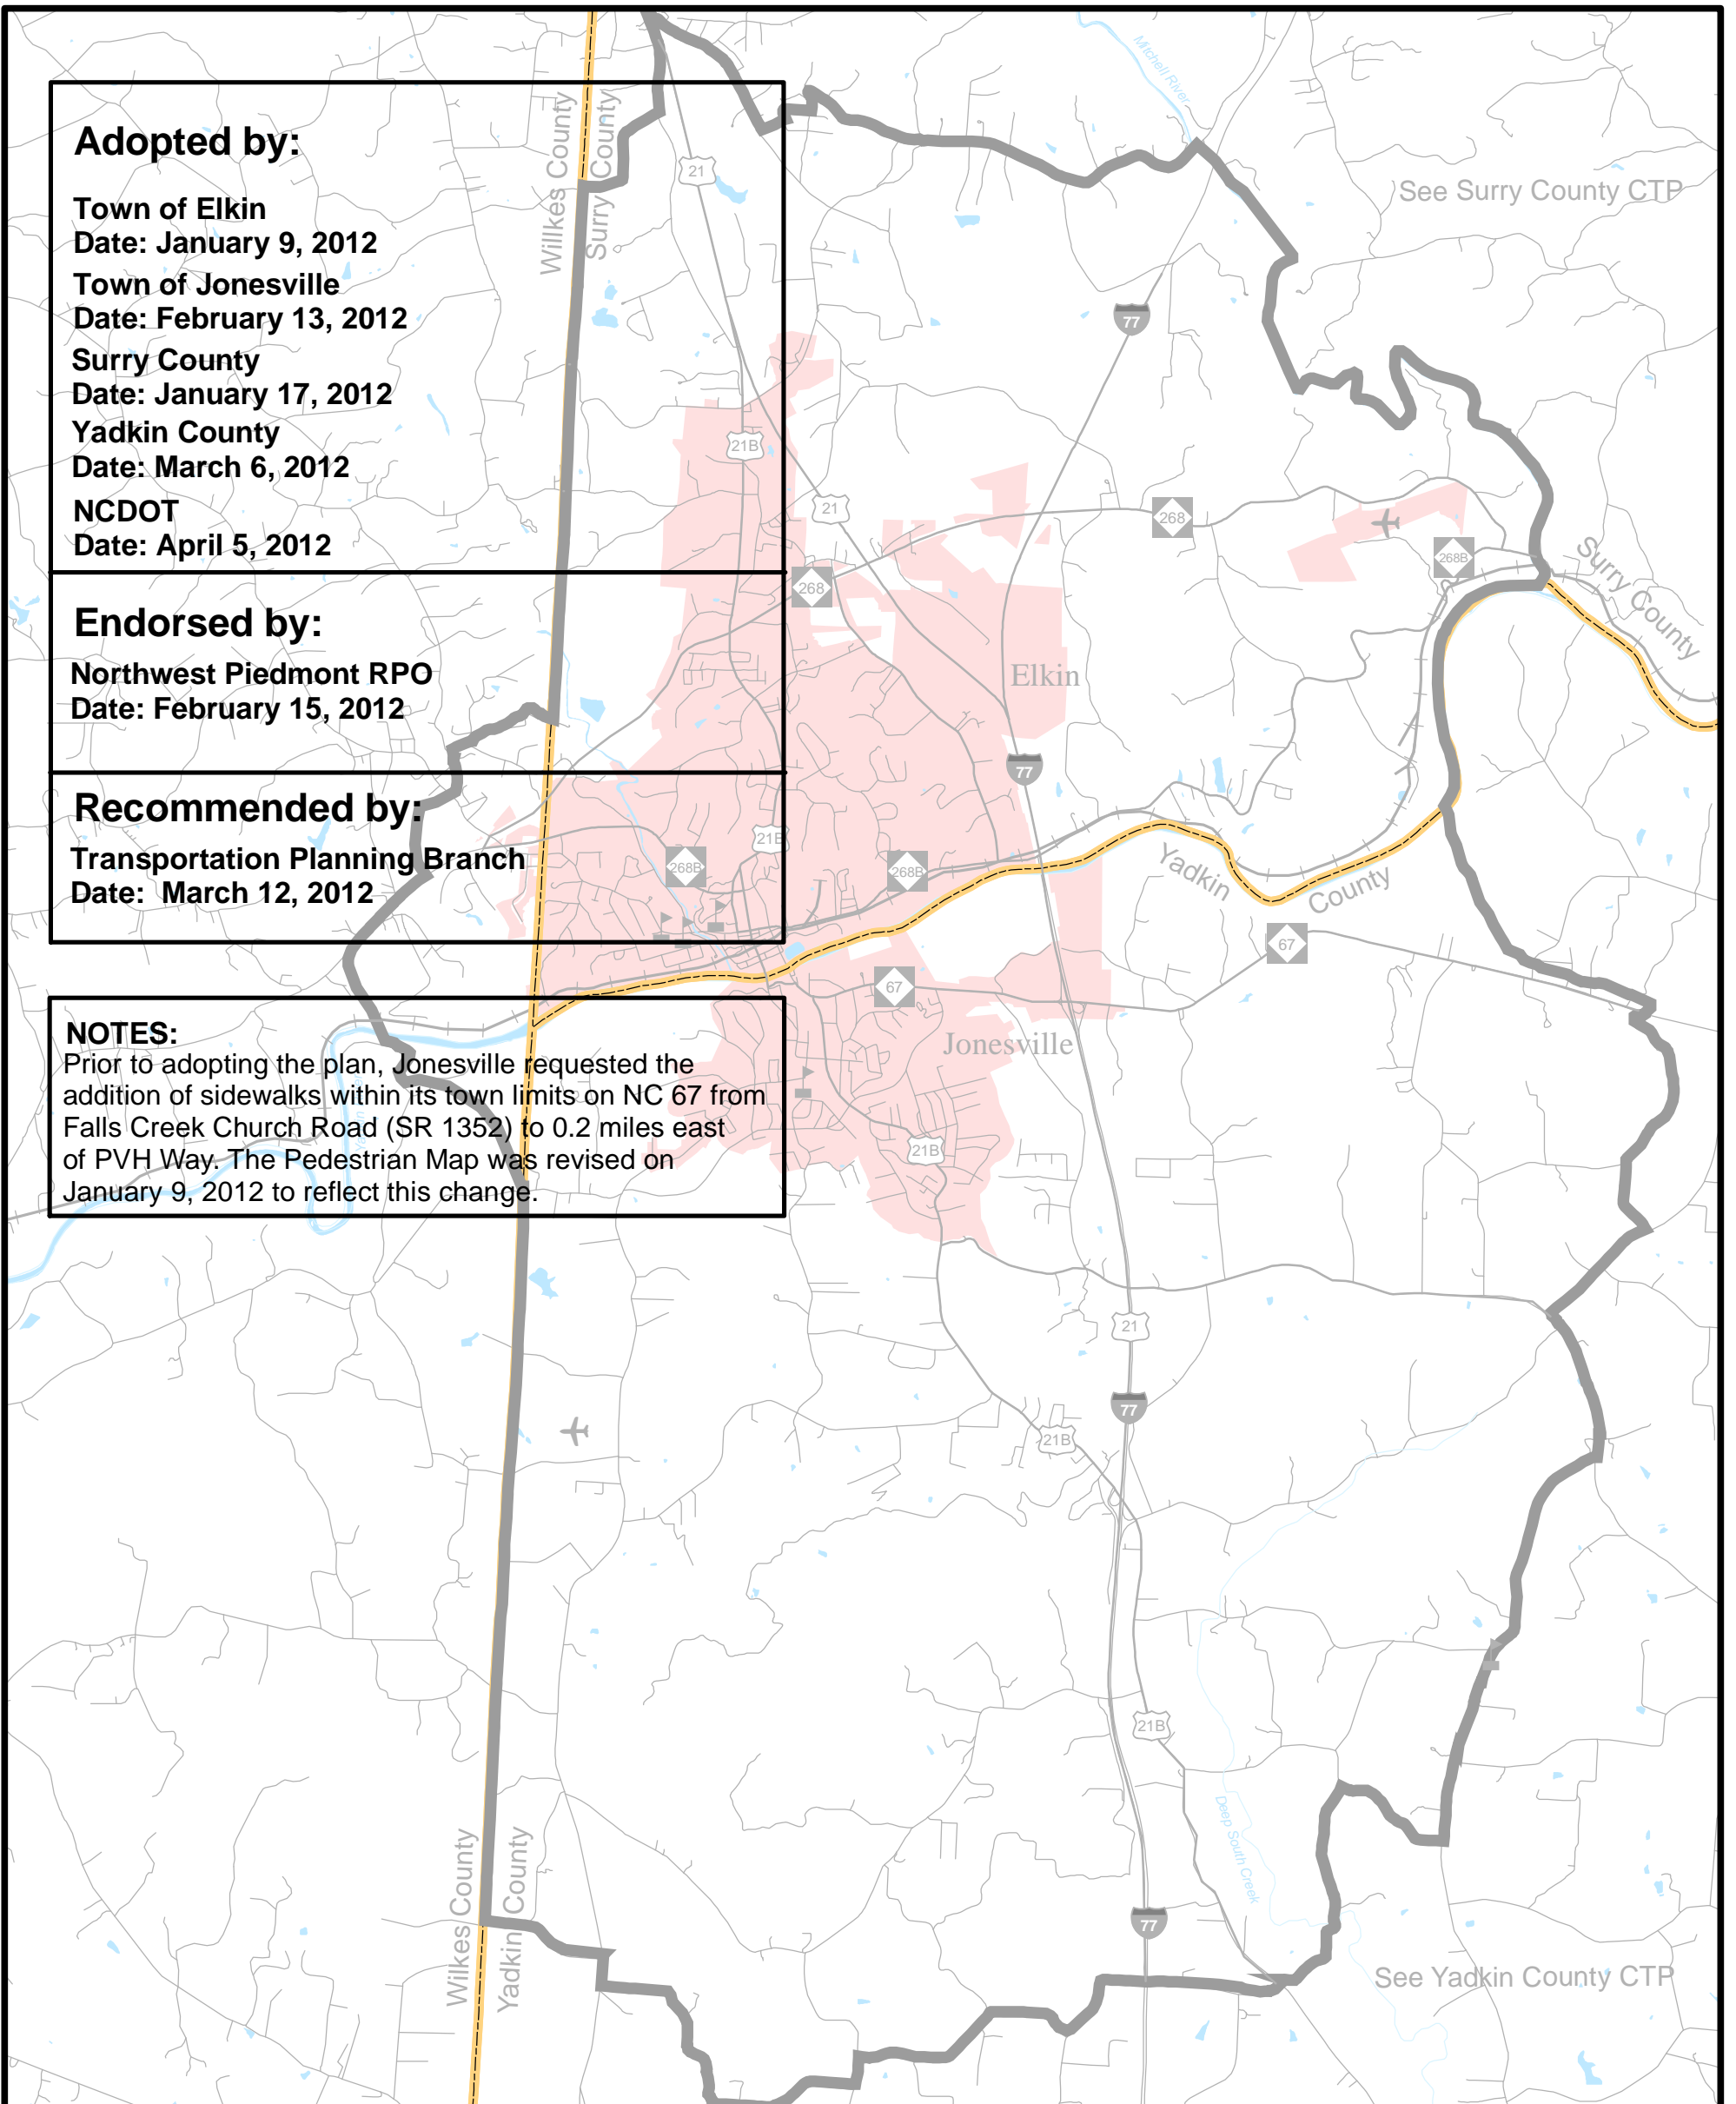 Adopted by:
Town of Elkin
Date: January 9, 2012
Town of Jonesville
Date: February 13, 2012
Surry County
Date: January 17, 2012
Yadkin County
Date: March 6, 2012
NCDOT
Date: April 5, 2012
Endorsed by:
Northwest Piedmont RPO
Date: February 15, 2012
Recommended by:
Transportation Planning Branch
Date: March 12, 2012
NOTES:
Prior to adopting the plan, Jonesville requested the
addition of sidewalks within its town limits on NC 67 from
Falls Creek Church Road (SR 1352) to 0.2 miles east
of PVH Way. The Pedestrian Map was revised on
January 9, 2012 to reflect this change.
Mitchell River
See Surry County CTP
Wilkes County
Surry County
21
77
21B
21
268
268
268B
Surry County
Elkin
77
21B
268B
268B
Yadkin
County
67
67
Jonesville
21B
21
77
21B
21B
Deep South Creek
Wilkes County
Yadkin County
77
See Yadkin County CTP